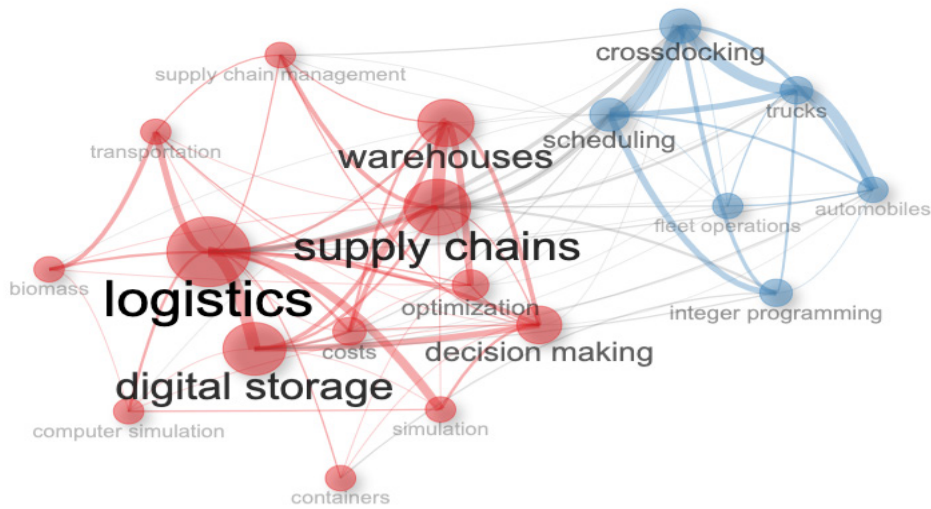 crossdocking
supply chain management
trucks
scheduling
transportation
warehouses
automobiles
fleet operations
supply chains
biomass
logistics
optimization
integer programming
costs
decision making
digital storage
computer simulation
simulation
containers